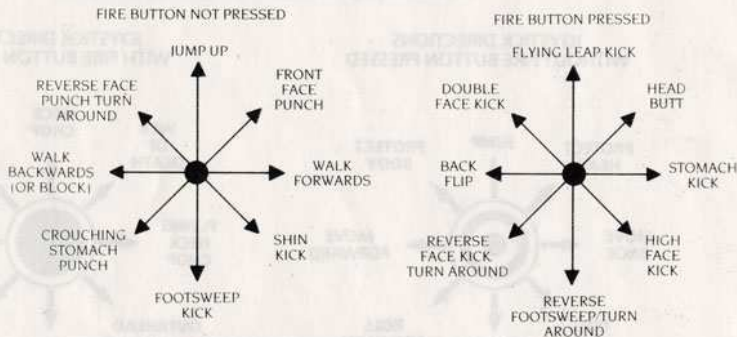 FIRE BUTTON NOT PRESSED
JUMP UP
FRONT
FACE
PUNCH
REVERSE FACE
PUNCH TURN
AROUND
WALK
BACKWARDS
(OR BLOCK)
WALK
FORWARDS
CROUCHING
STOMACH
PUNCH
SHIN
KICK
FOOTSWEEP
KICK
FIRE BUTTON PRESSED
FLYING LEAP KICK
DOUBLE
FACE KICK
HEAD
BUTT
BACK
FLIP
STOMACH
KICK
REVERSE
FACE KICK
TURN AROUND
HIGH
FACE
KICK
REVERSE
FOOTSWEEP/TURN
AROUND